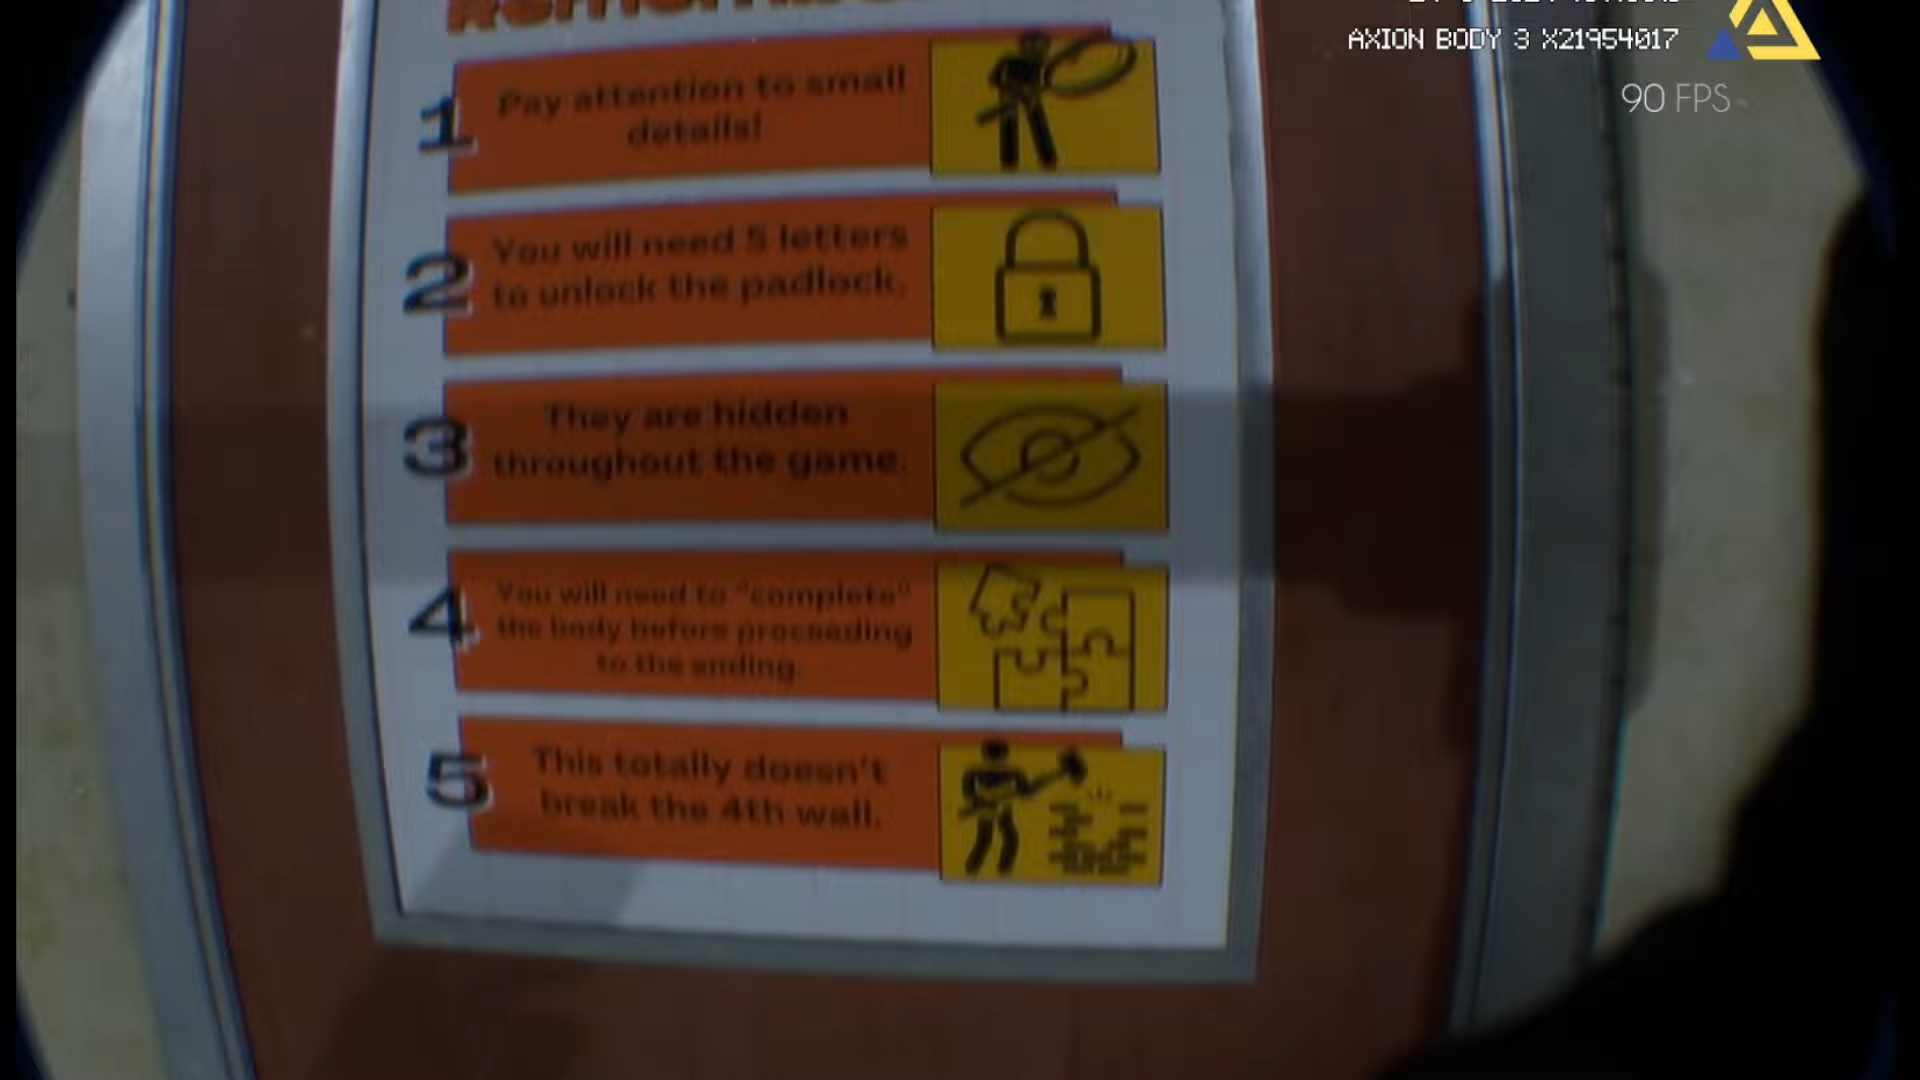 AXION BODY 3 X21954017
90 FPS
1
Pay attention to small
details!
2
You will need 5 letters
to unlock the padlock.
3
They are hidden
throughout the game.
4
You will need to "complete"
the body before proceeding
to the ending.
5
This totally doesn't
break the 4th wall.